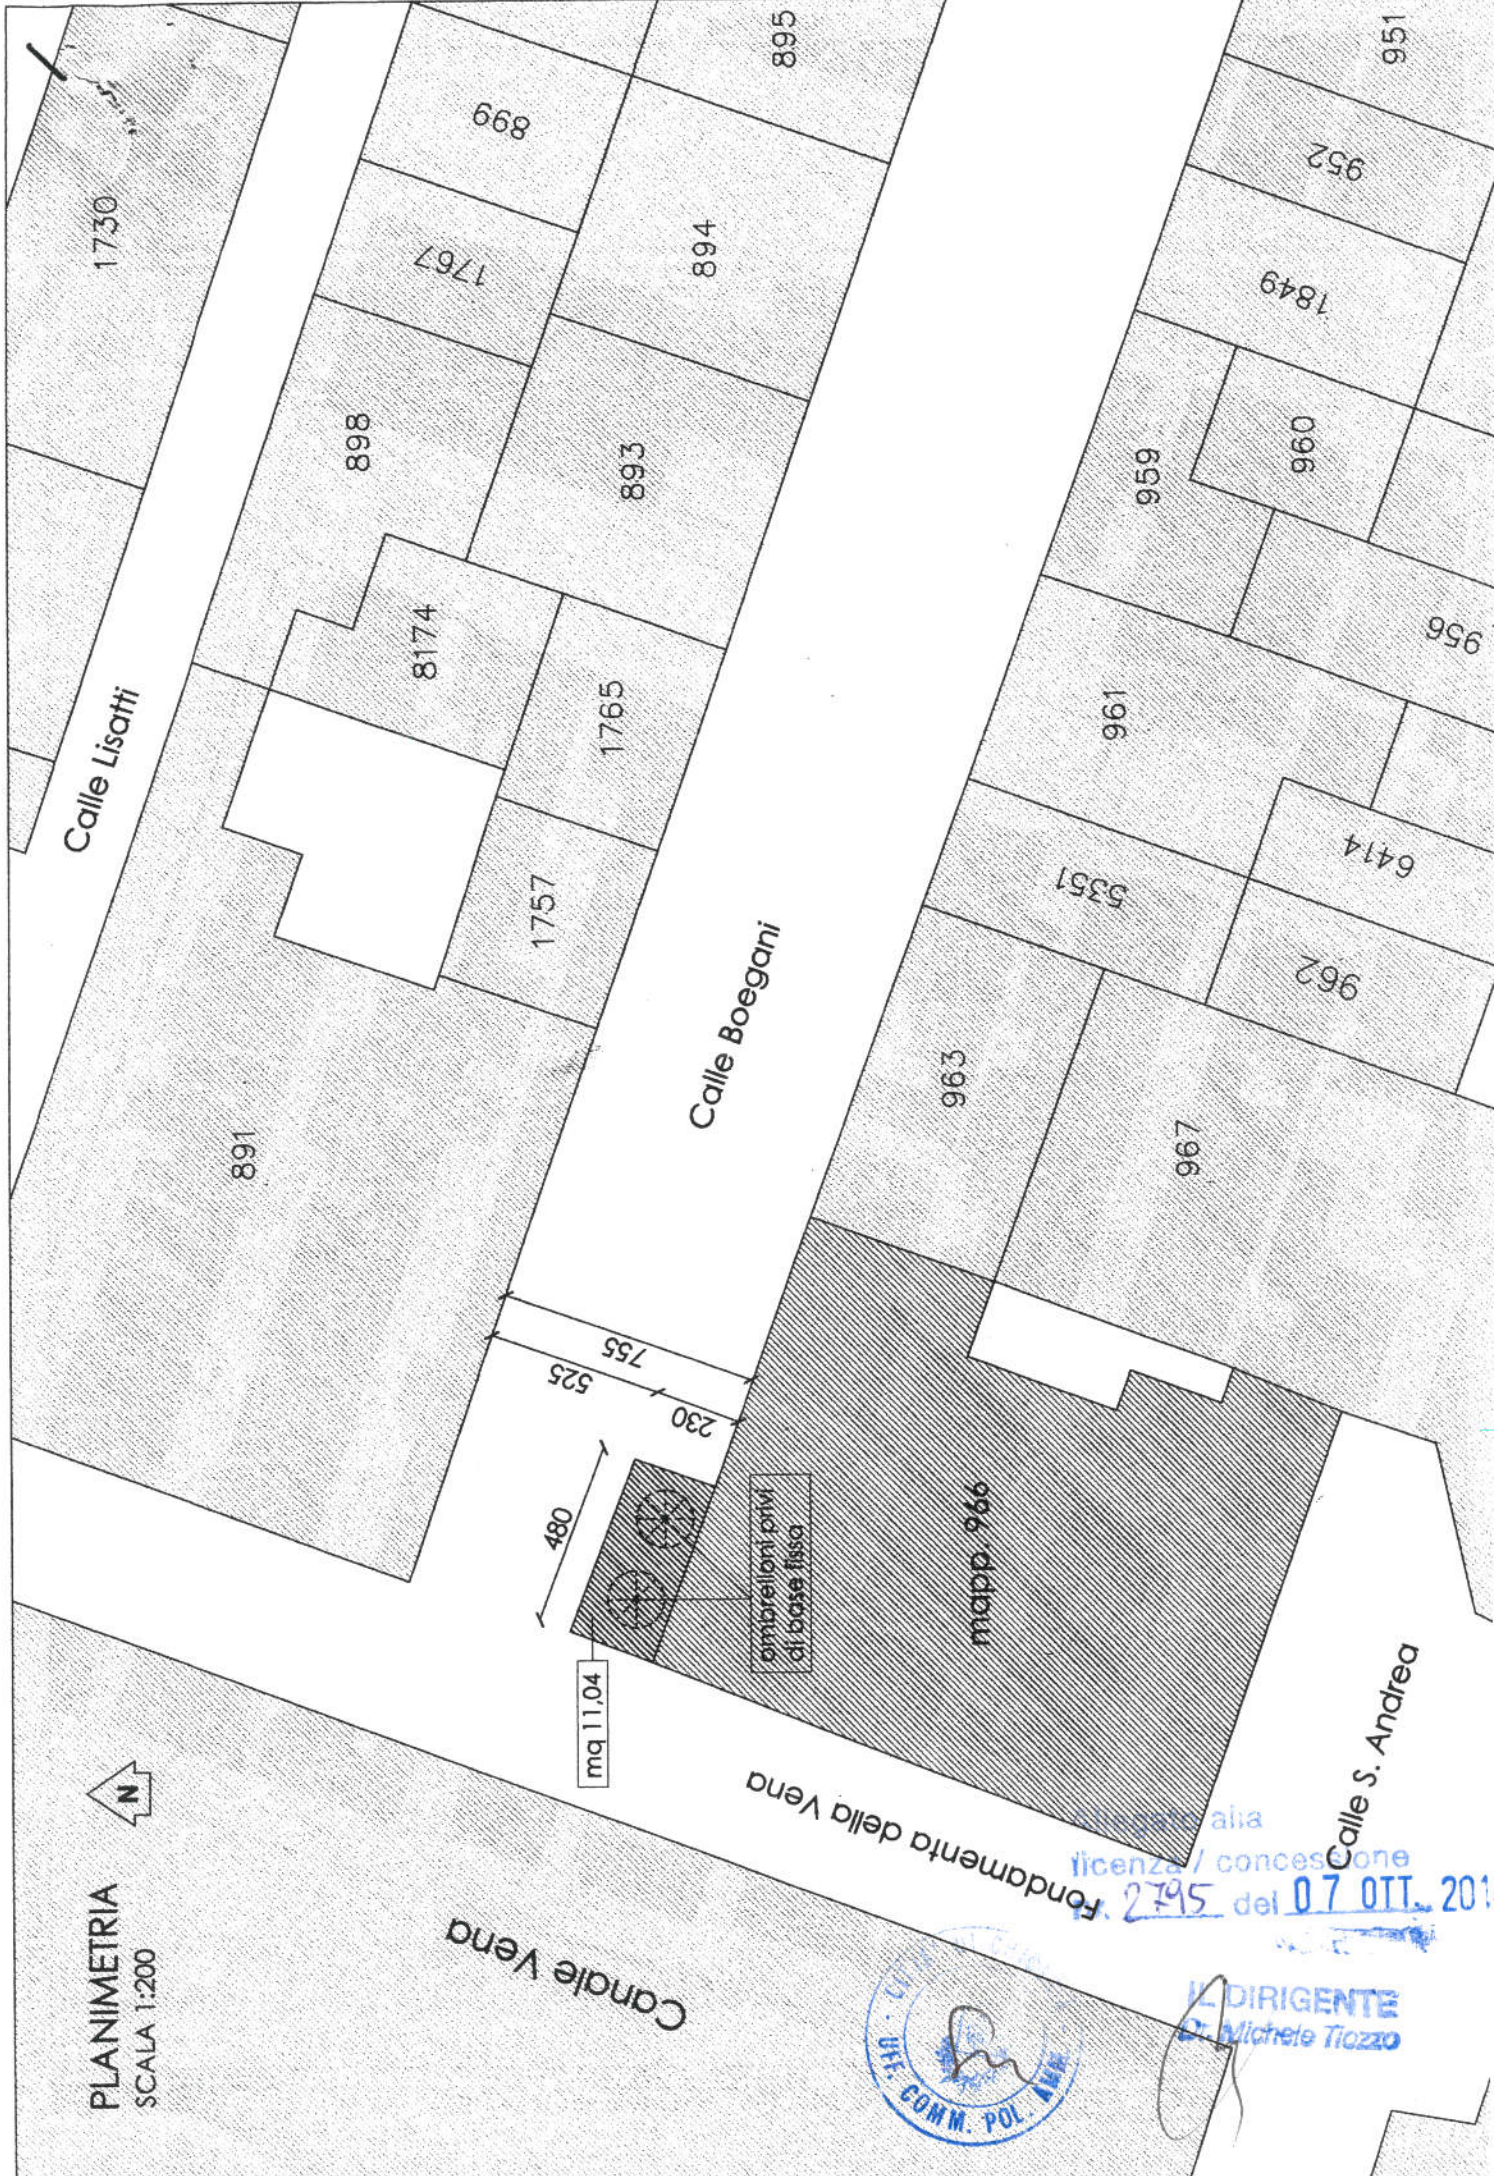 PLANIMETRIA
SCALA 1:200
N
Canale Vena
Fondamenta della Vena
Calle Lisatti
Calle Boegani
Calle S. Andrea
mq 11,04
480
525
230
755
ombrelloni privi
di base fissa
mapp. 966
1730
899
895
1767
894
898
893
8174
1765
1757
891
951
952
1849
959
960
956
961
5351
6414
962
963
967
Allegato alla
licenza / concessione
2795 del 07 OTT. 201
IL DIRIGENTE
Dr. Michele Tiozzo
UFF. COMM. POL. AMM.